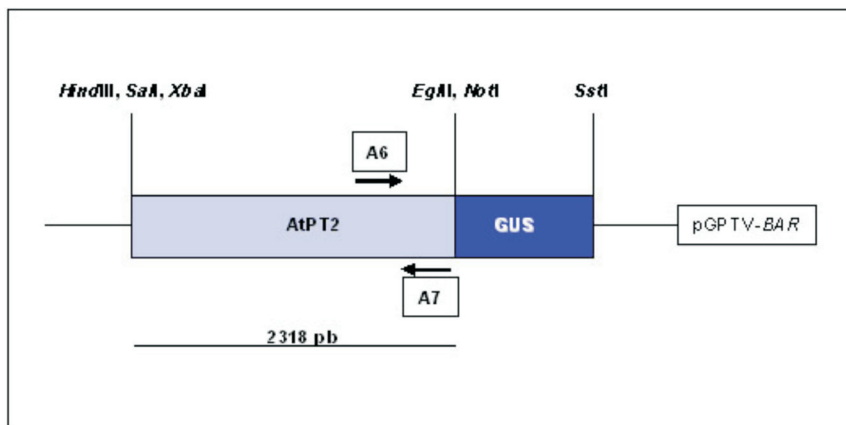 HindIII, SalI, XbaI
EglII, NotI
SstI
A6
AtPT2
GUS
pGPTV-BAR
A7
2318 pb